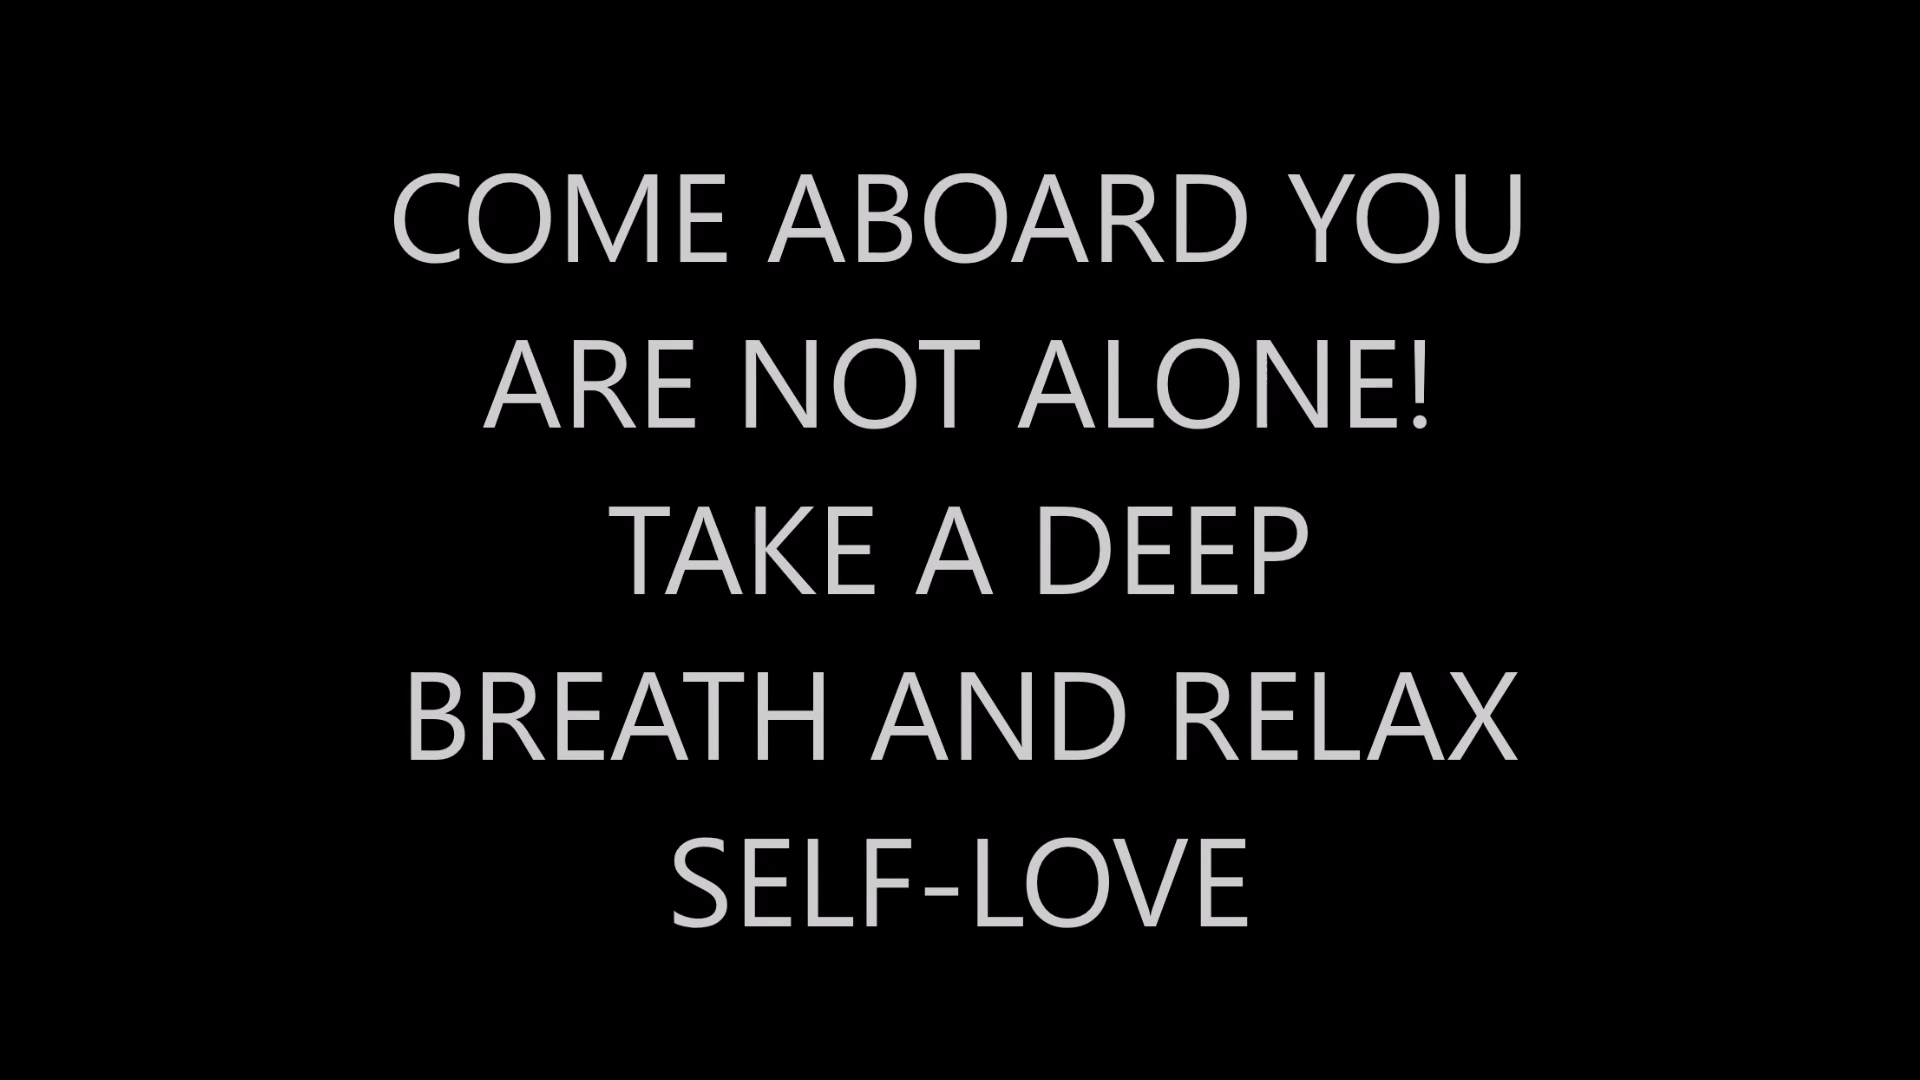 COME ABOARD YOU
ARE NOT ALONE!
TAKE A DEEP
BREATH AND RELAX
SELF-LOVE